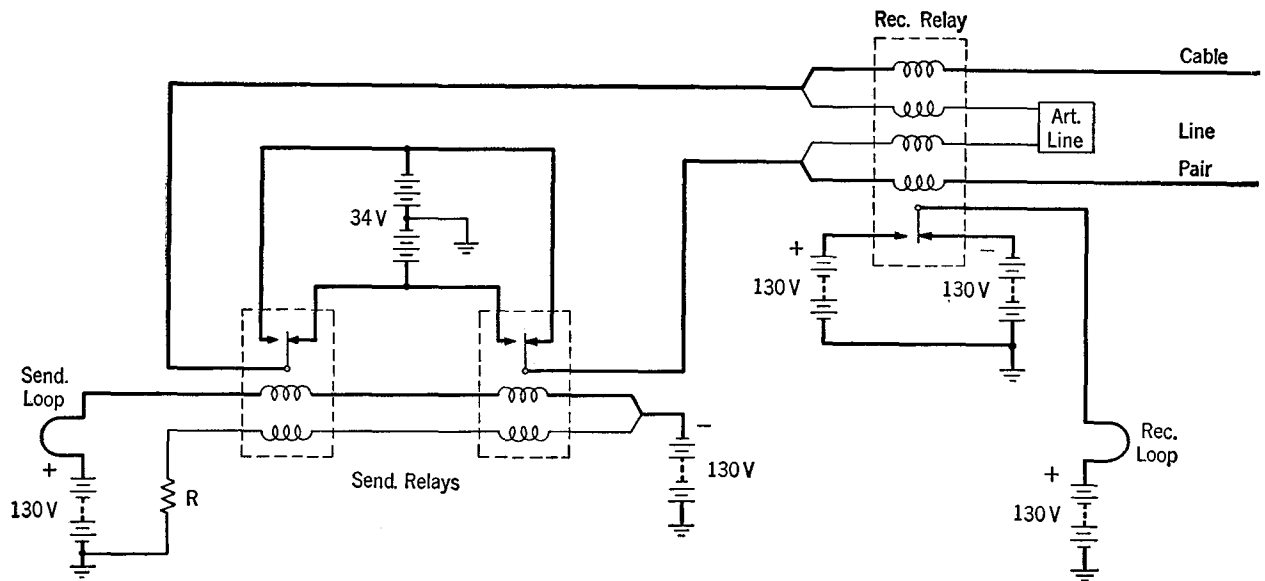 Rec. Relay
Cable
Art.
Line
Line
Pair
34 V
+
-
130 V
130 V
Send.
Loop
+
130 V
R
Send. Relays
-
130 V
Rec.
Loop
+
130 V